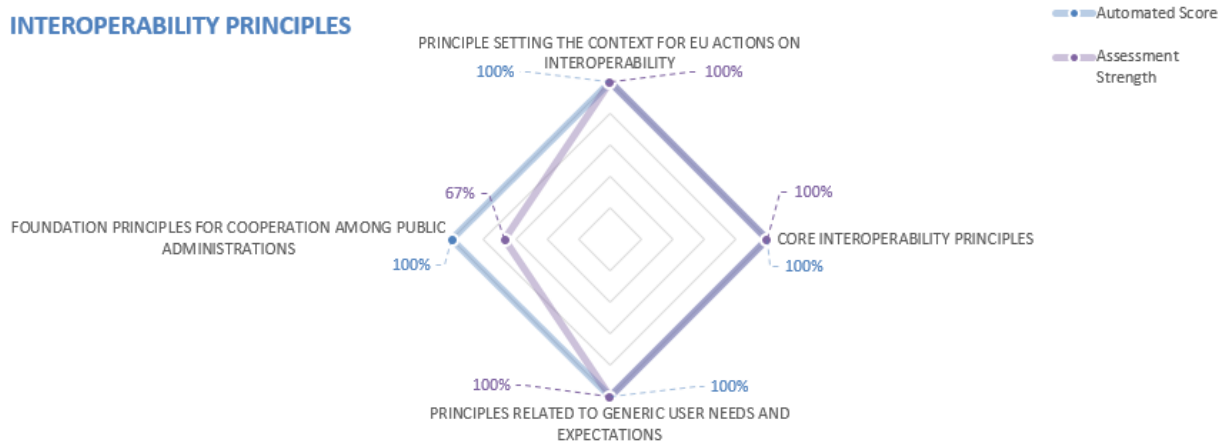 INTEROPERABILITY PRINCIPLES
Automated Score
Assessment
Strength
PRINCIPLE SETTING THE CONTEXT FOR EU ACTIONS ON
INTEROPERABILITY
100%
100%
67%
100%
FOUNDATION PRINCIPLES FOR COOPERATION AMONG PUBLIC
ADMINISTRATIONS
CORE INTEROPERABILITY PRINCIPLES
100%
100%
100%
100%
PRINCIPLES RELATED TO GENERIC USER NEEDS AND
EXPECTATIONS